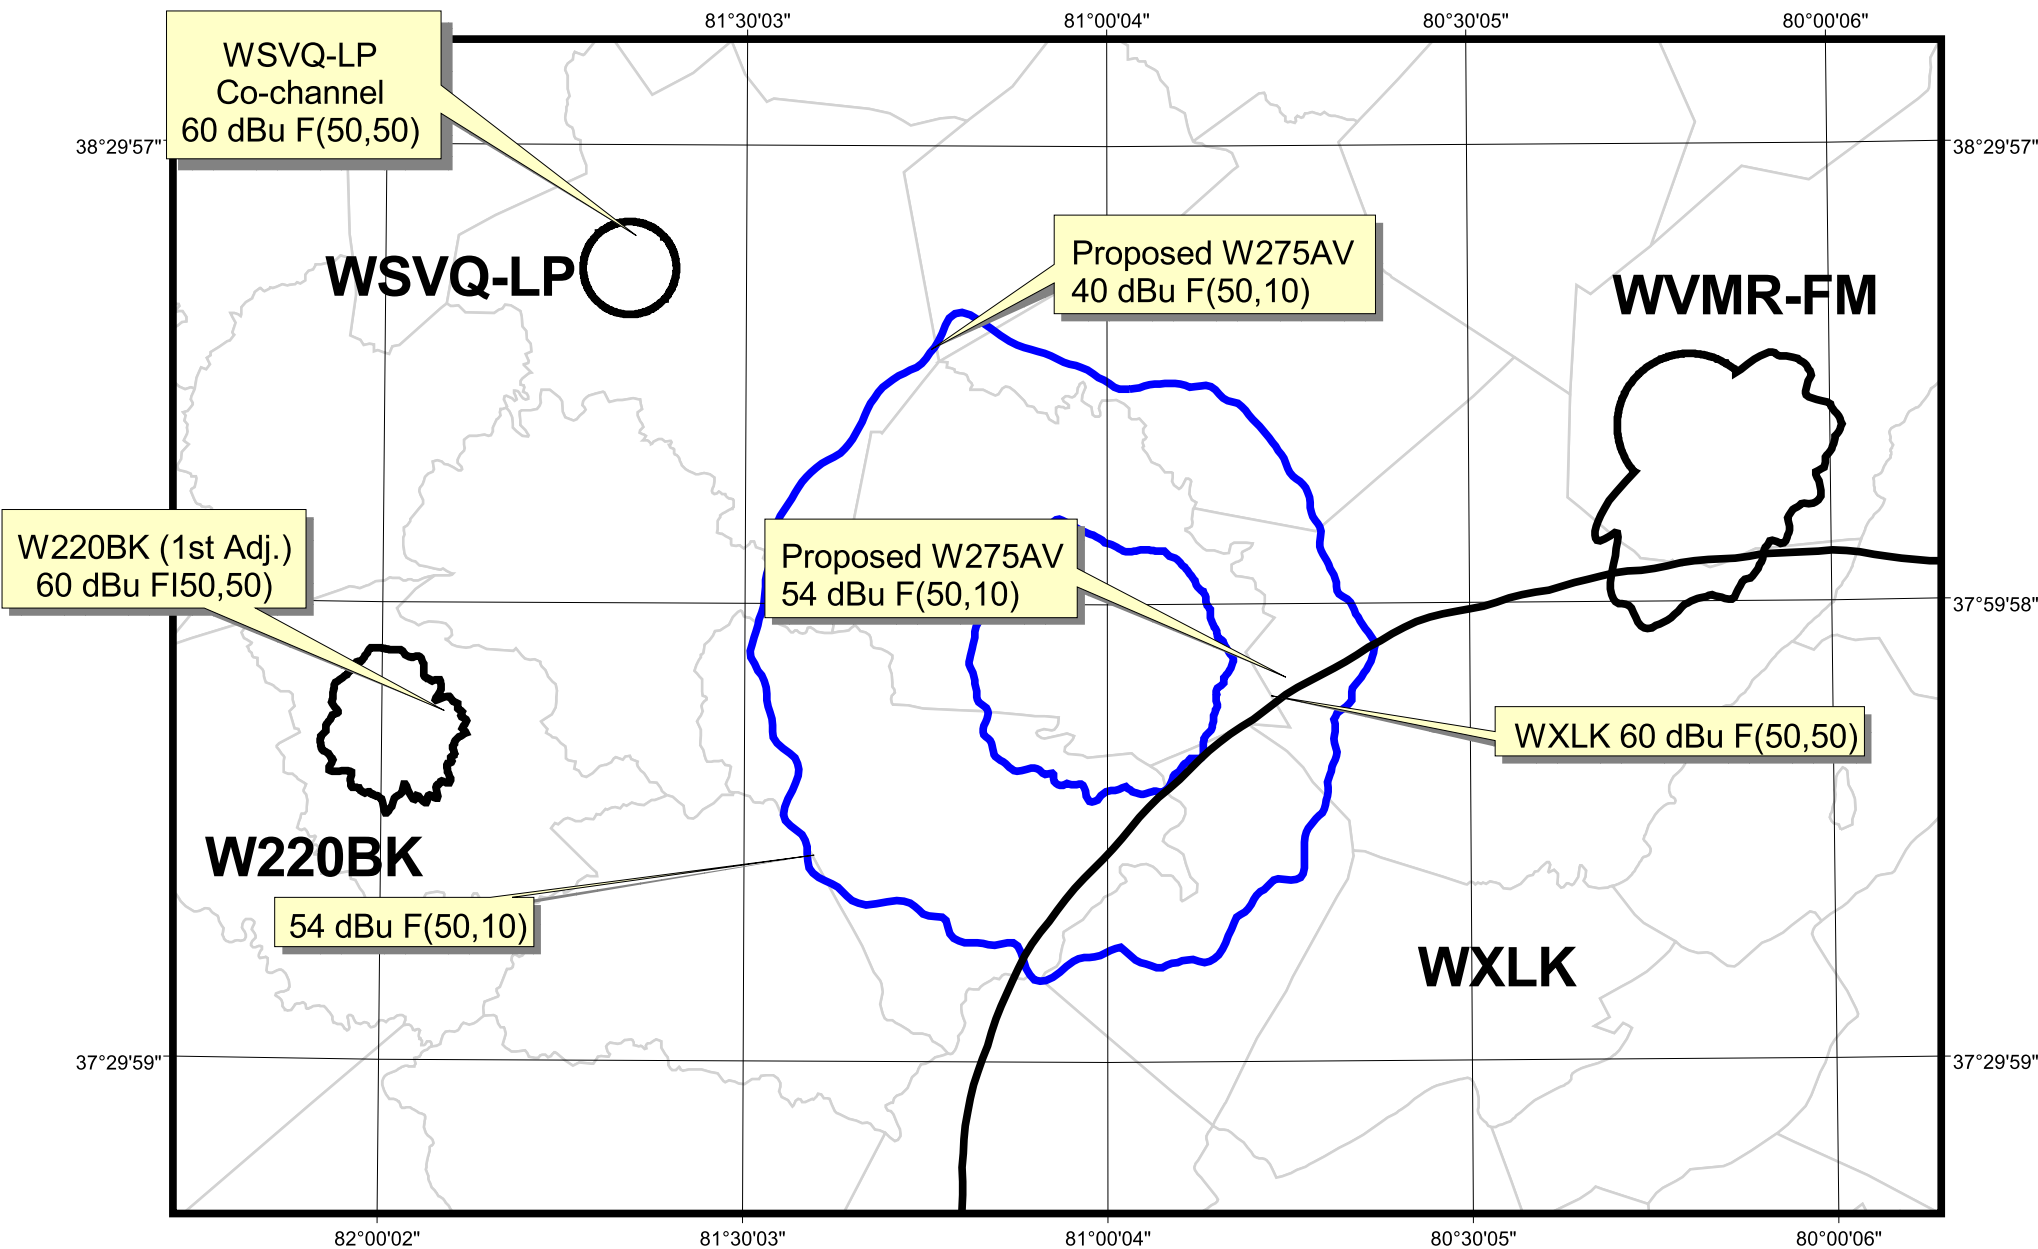 81°30'03" 81°00'04" 80°30'05" 80°00'06"
WSVQ-LP
Co-channel
60 dBu F(50,50)
38°29'57" 38°29'57"
WSVQ-LP
Proposed W275AV
40 dBu F(50,10)
WVMR-FM
W220BK (1st Adj.)
60 dBu FI50,50)
Proposed W275AV
54 dBu F(50,10)
37°59'58"
WXLK 60 dBu F(50,50)
W220BK
54 dBu F(50,10)
WXLK
37°29'59" 37°29'59"
82°00'02" 81°30'03" 81°00'04" 80°30'05" 80°00'06"